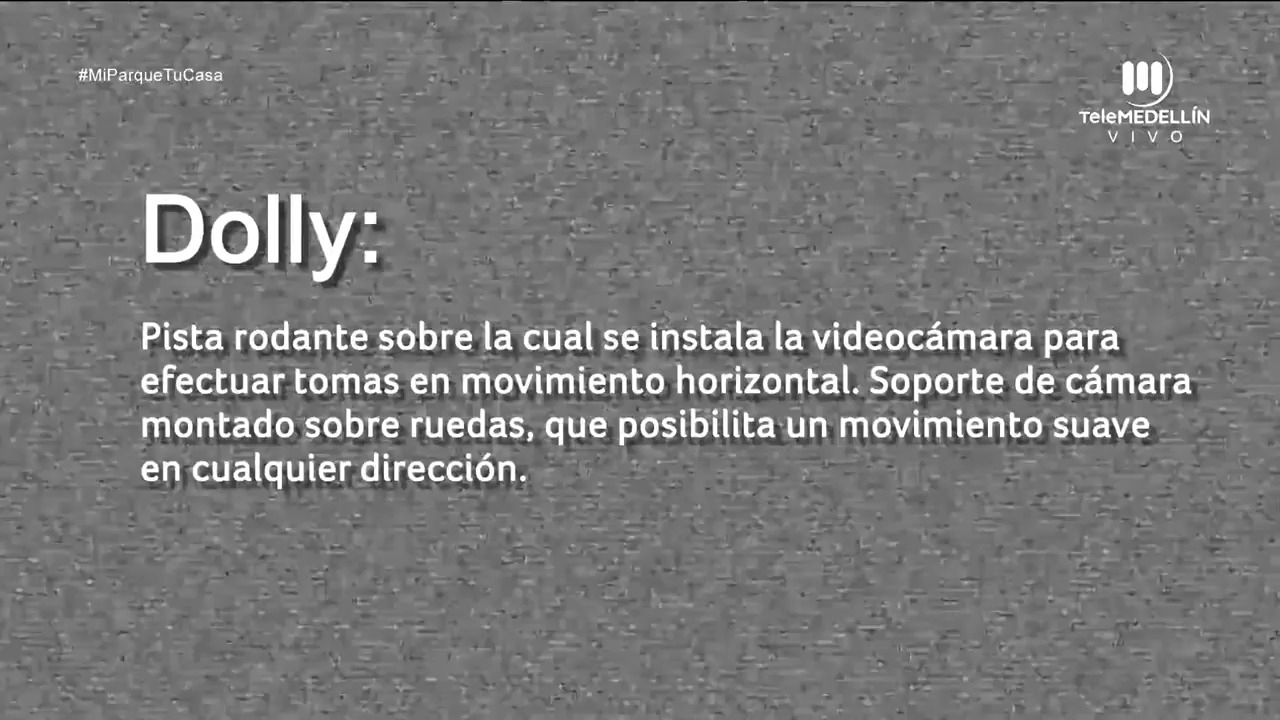 #MiParqueTuCasa
TeleMEDELLÍN
VIVO
Dolly:
Pista rodante sobre la cual se instala la videocámara para
efectuar tomas en movimiento horizontal. Soporte de cámara
montado sobre ruedas, que posibilita un movimiento suave
en cualquier dirección.